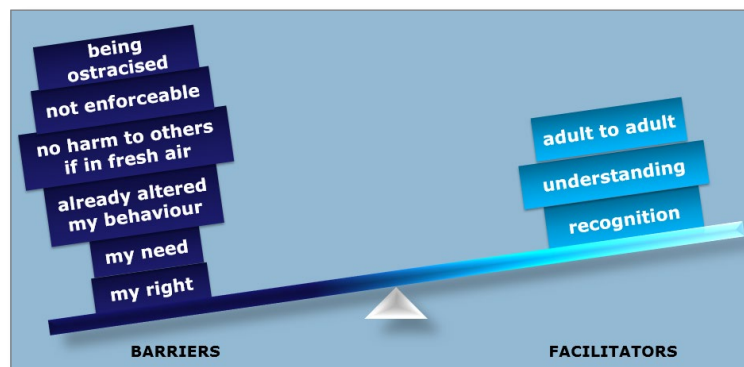 being
ostracised
not enforceable
no harm to others
if in fresh air
already altered
my behaviour
my need
my right
adult to adult
understanding
recognition
BARRIERS
FACILITATORS